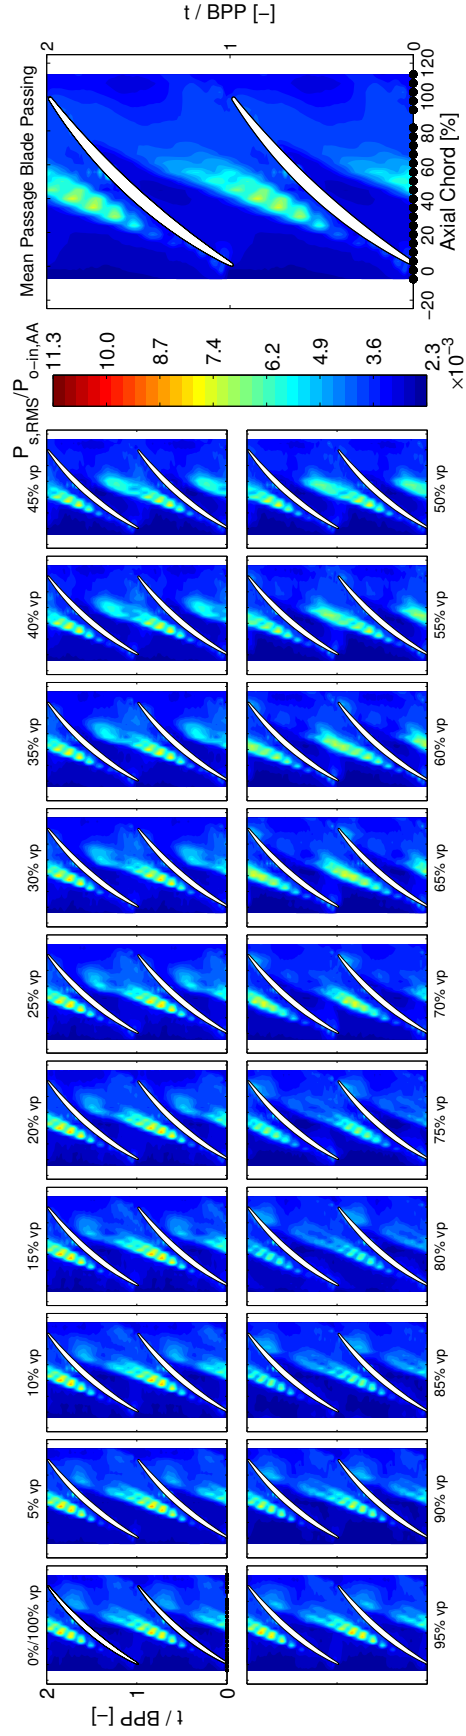 0%/100% vp
5% vp
10% vp
15% vp
20% vp
25% vp
30% vp
35% vp
40% vp
45% vp
t / BPP [−]
2
1
0
95% vp
90% vp
85% vp
80% vp
75% vp
70% vp
65% vp
60% vp
55% vp
50% vp
P s,RMS /P o−in,AA
11.3
10.0
8.7
7.4
6.2
4.9
3.6
2.3
×10−3
Mean Passage Blade Passing
t / BPP [−]
2
1
0
−20 0 20 40 60 80 100 120
Axial Chord [%]